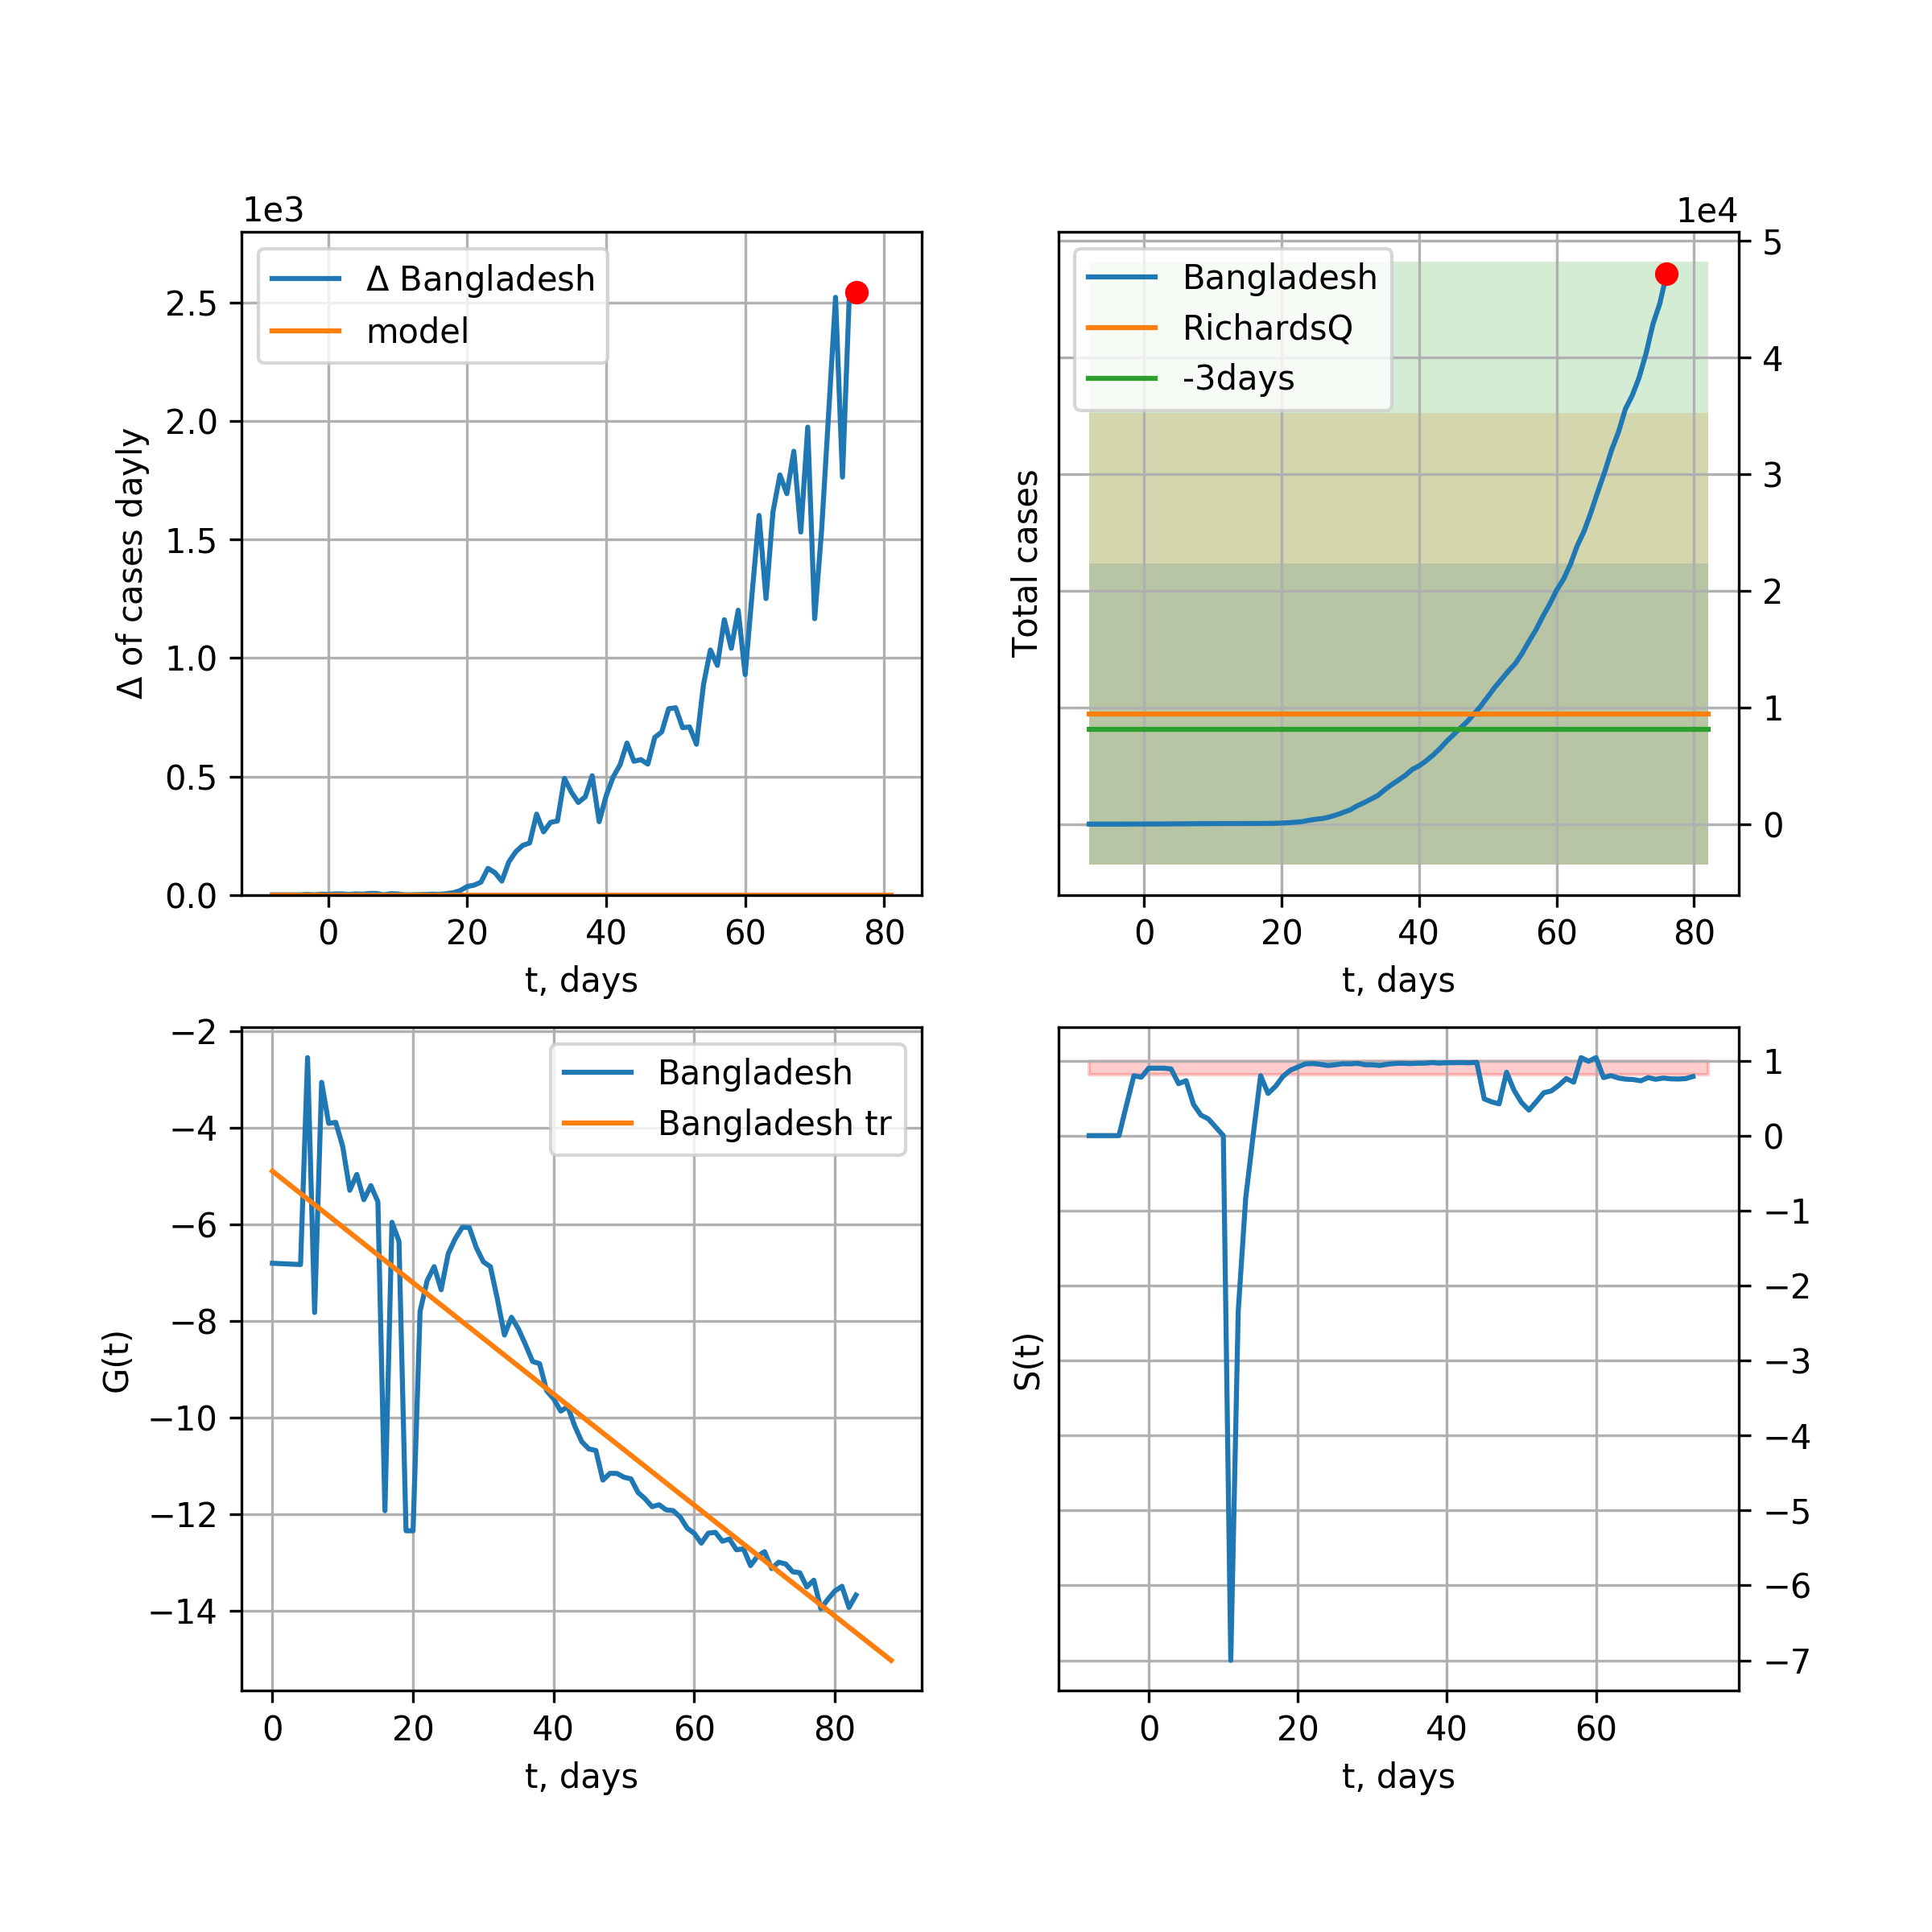 1e3
Δ Bangladesh
model
2.5
2.0
1.5
1.0
0.5
0.0
Δ of cases dayly
0 20 40 60 80
t, days
1e4
Bangladesh
RichardsQ
-3days
5
4
3
2
1
0
Total cases
0 20 40 60 80
t, days
Bangladesh
Bangladesh tr
−2
−4
−6
−8
−10
−12
−14
G(t)
0 20 40 60 80
t, days
1
0
−1
−2
−3
−4
−5
−6
−7
S(t)
0 20 40 60
t, days